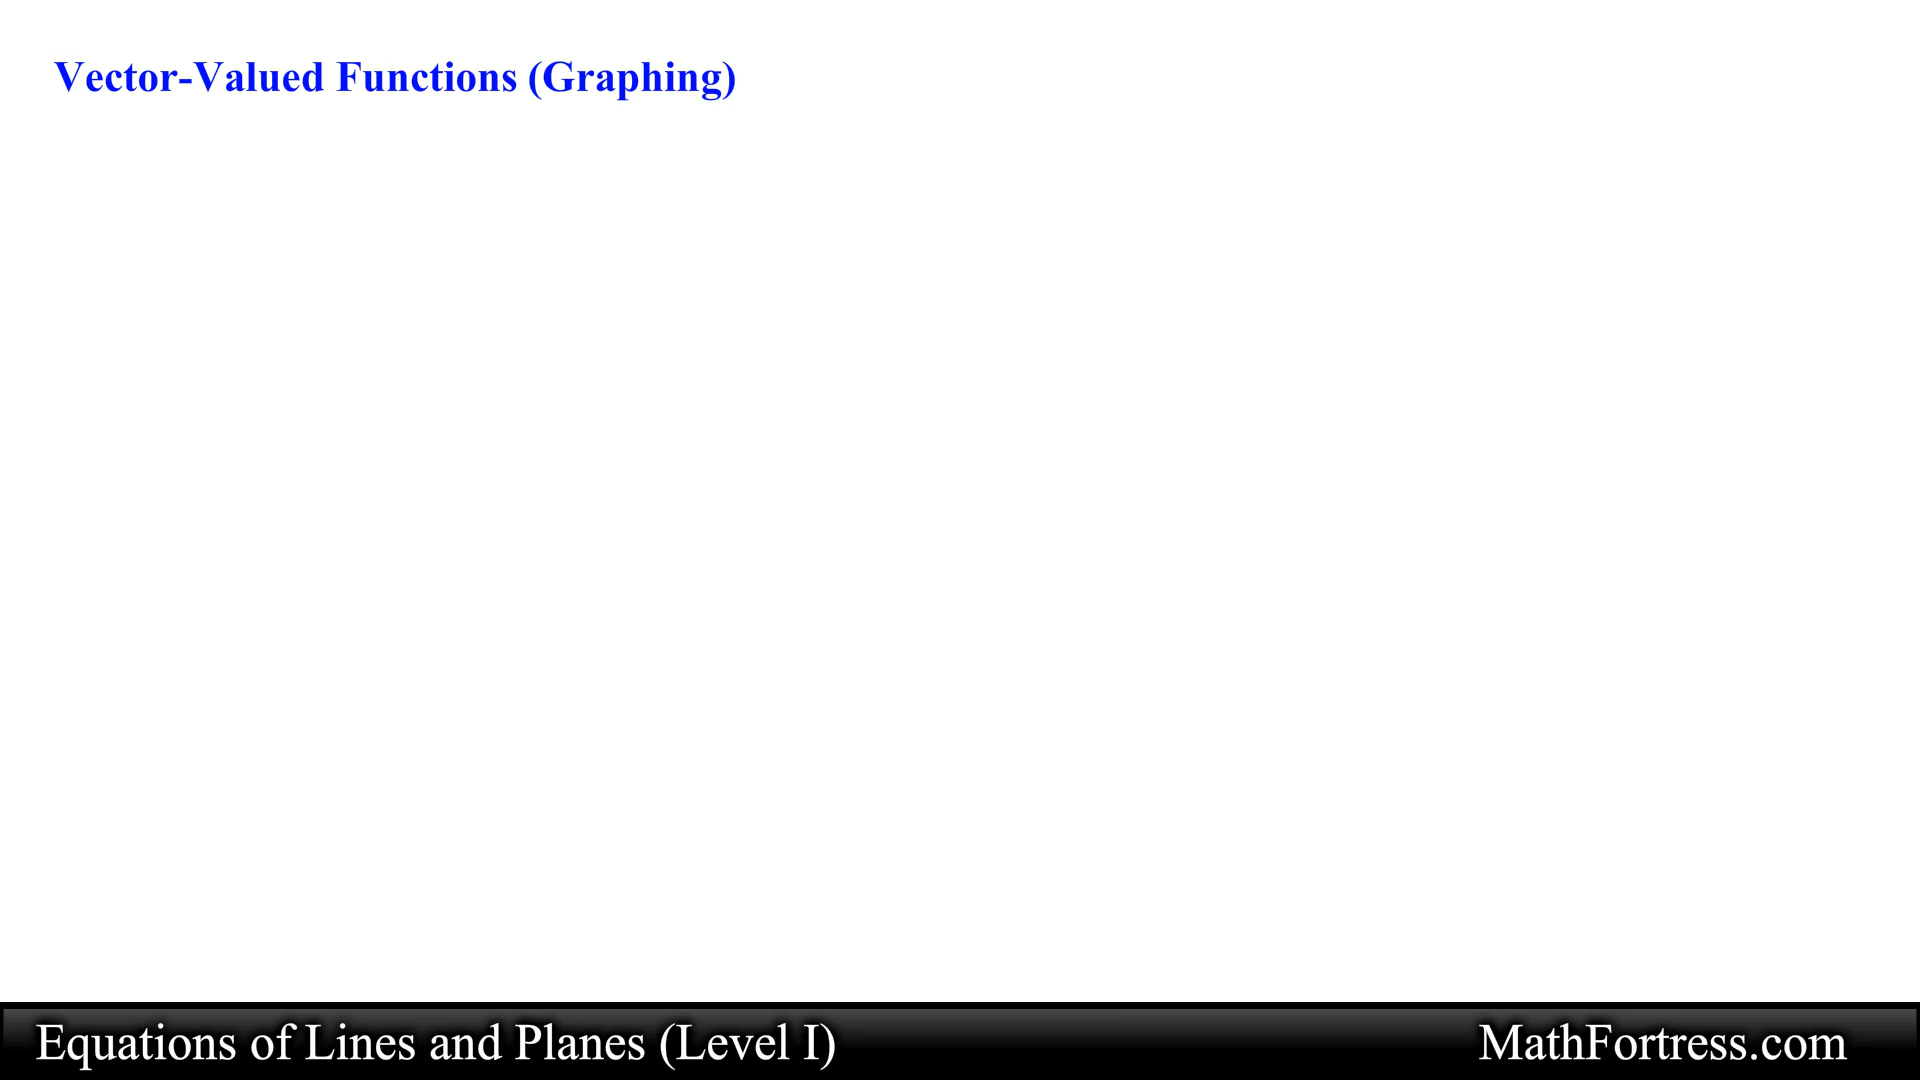 Vector-Valued Functions (Graphing)
Equations of Lines and Planes (Level I)
MathFortress.com